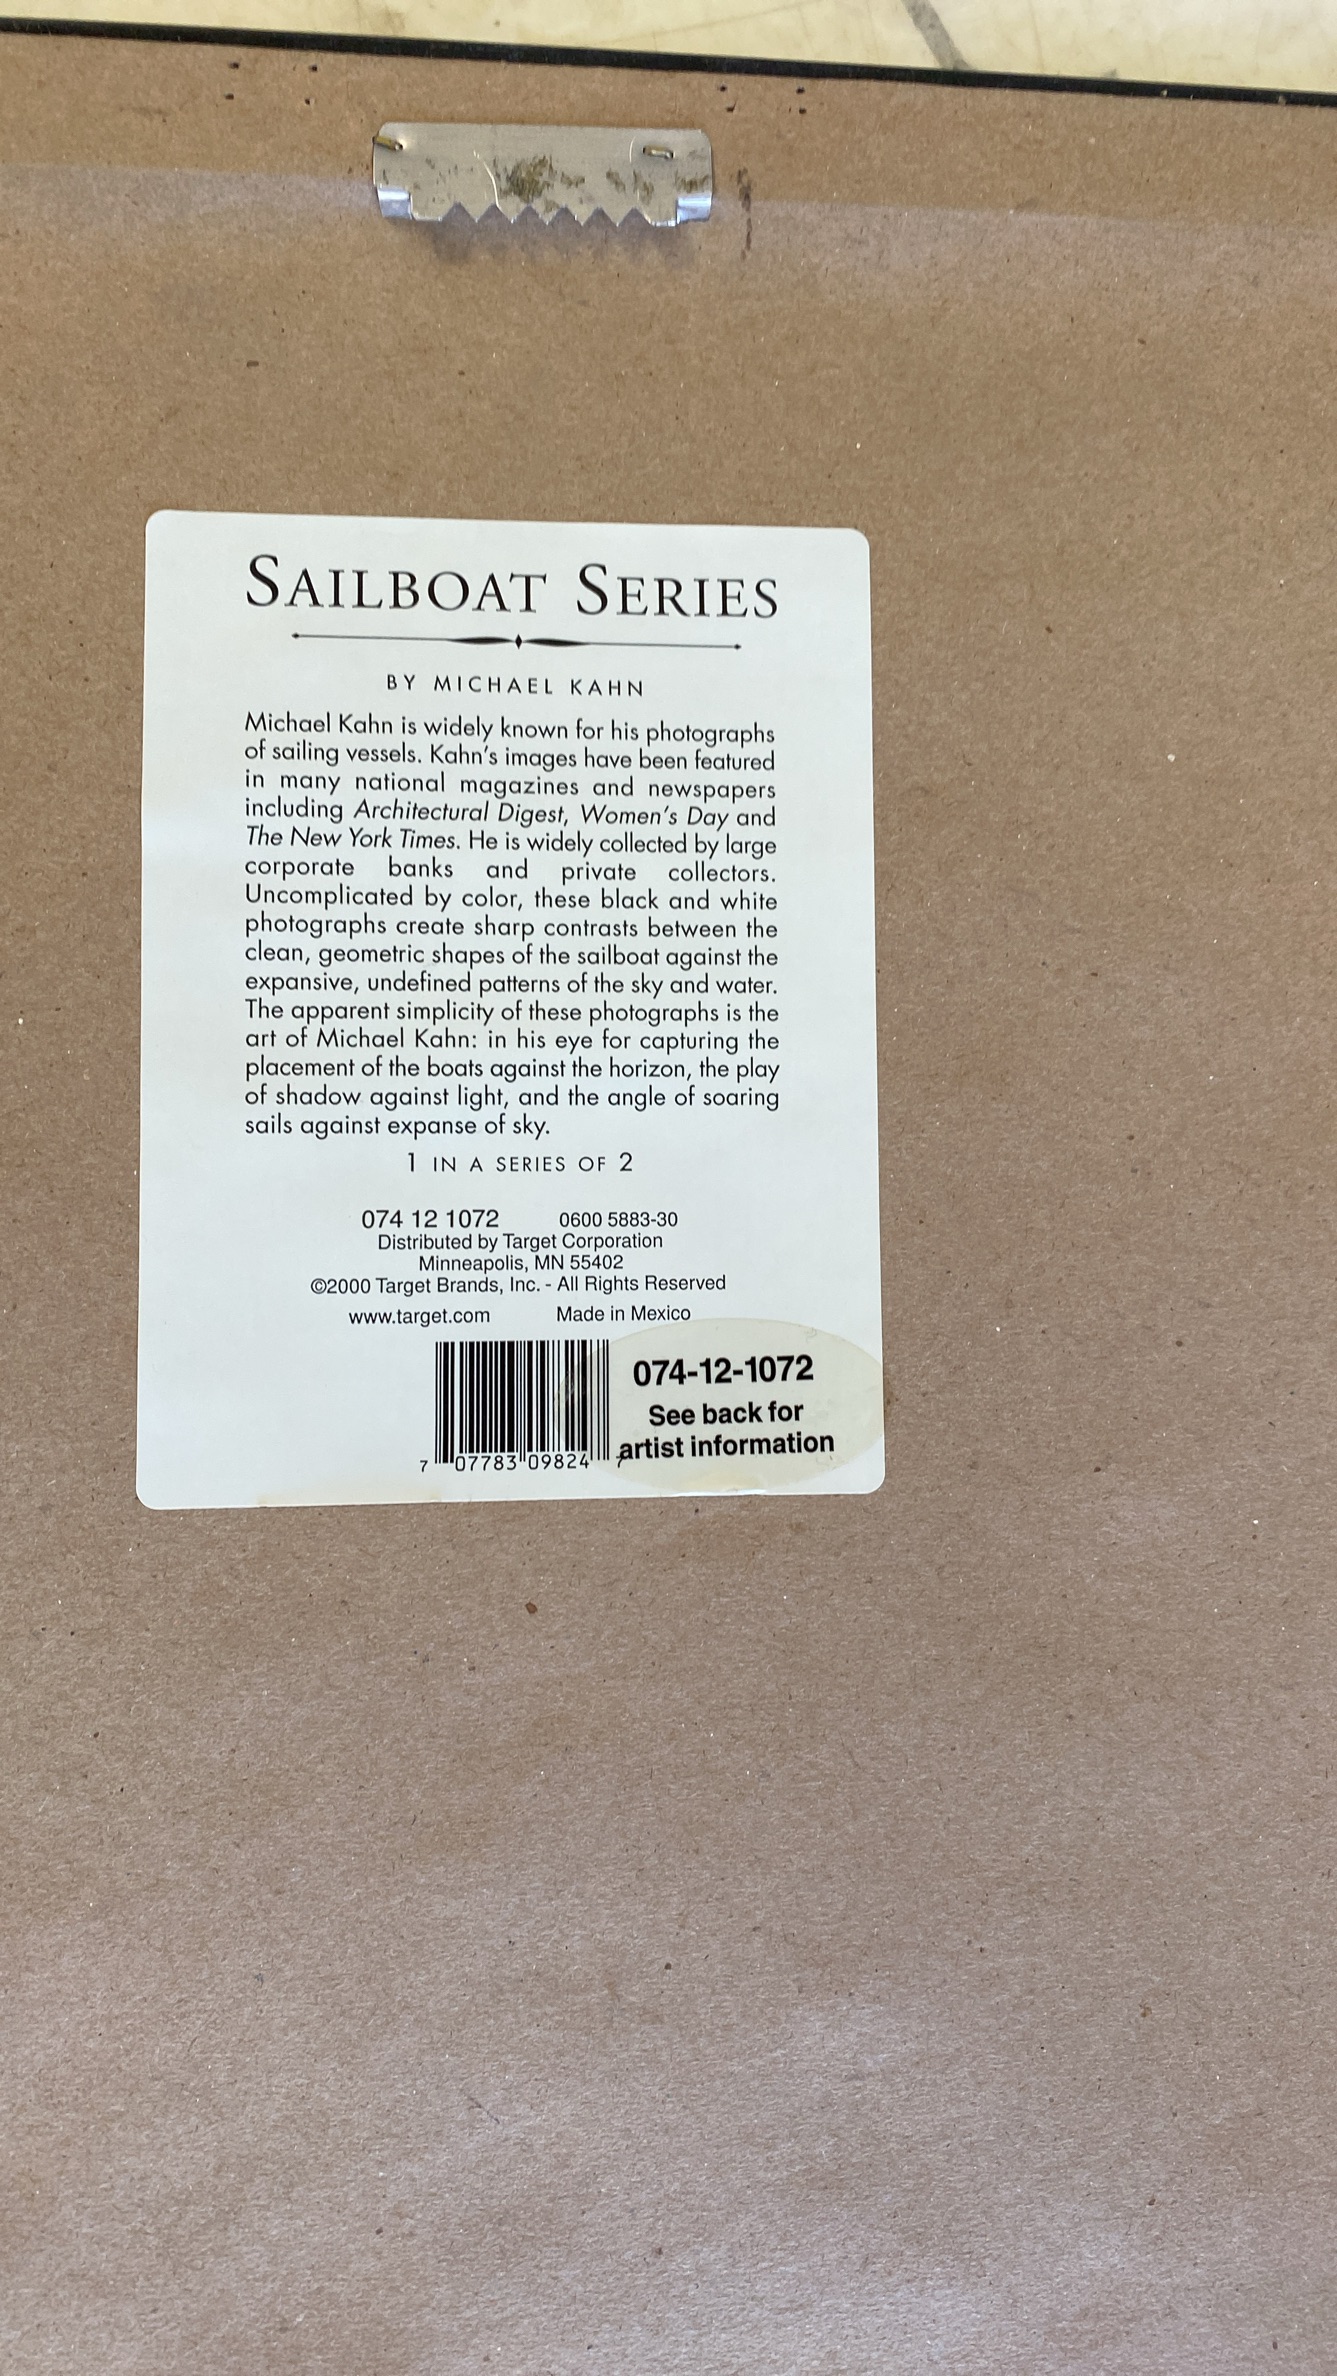 SAILBOAT SERIES
BY MICHAEL KAHN
Michael Kahn is widely known for his photographs
of sailing vessels. Kahn's images have been featured
in many national magazines and newspapers
including Architectural Digest, Women's Day and
The New York Times. He is widely collected by large
corporate banks and private collectors.
Uncomplicated by color, these black and white
photographs create sharp contrasts between the
clean, geometric shapes of the sailboat against the
expansive, undefined patterns of the sky and water.
The apparent simplicity of these photographs is the
art of Michael Kahn: in his eye for capturing the
placement of the boats against the horizon, the play
of shadow against light, and the angle of soaring
sails against expanse of sky.
1 IN A SERIES OF 2
074 12 1072 0600 5883-30
Distributed by Target Corporation
Minneapolis, MN 55402
©2000 Target Brands, Inc. - All Rights Reserved
www.target.com Made in Mexico
074-12-1072
See back for
artist information
7 07783 09824 7